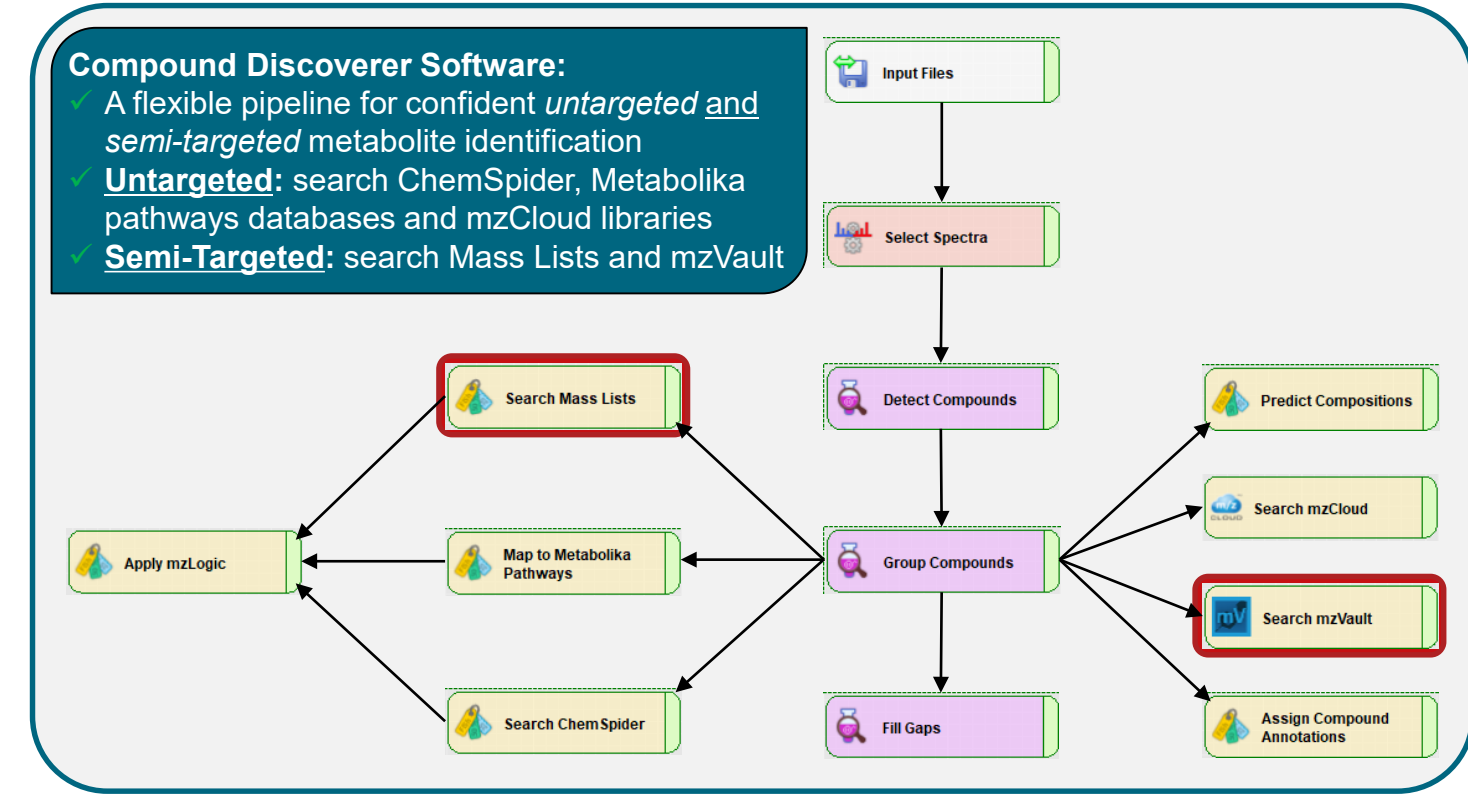 Compound Discoverer Software:
✓ A flexible pipeline for confident untargeted and
semi-targeted metabolite identification
✓ Untargeted: search ChemSpider, Metabolika
pathways databases and mzCloud libraries
✓ Semi-Targeted: search Mass Lists and mzVault
Input Files
Select Spectra
Search Mass Lists
Detect Compounds
Predict Compositions
m/z
CLOUD
Search mzCloud
Apply mzLogic
Map to Metabolika
Pathways
Group Compounds
mV
Search mzVault
Search ChemSpider
Fill Gaps
Assign Compound
Annotations